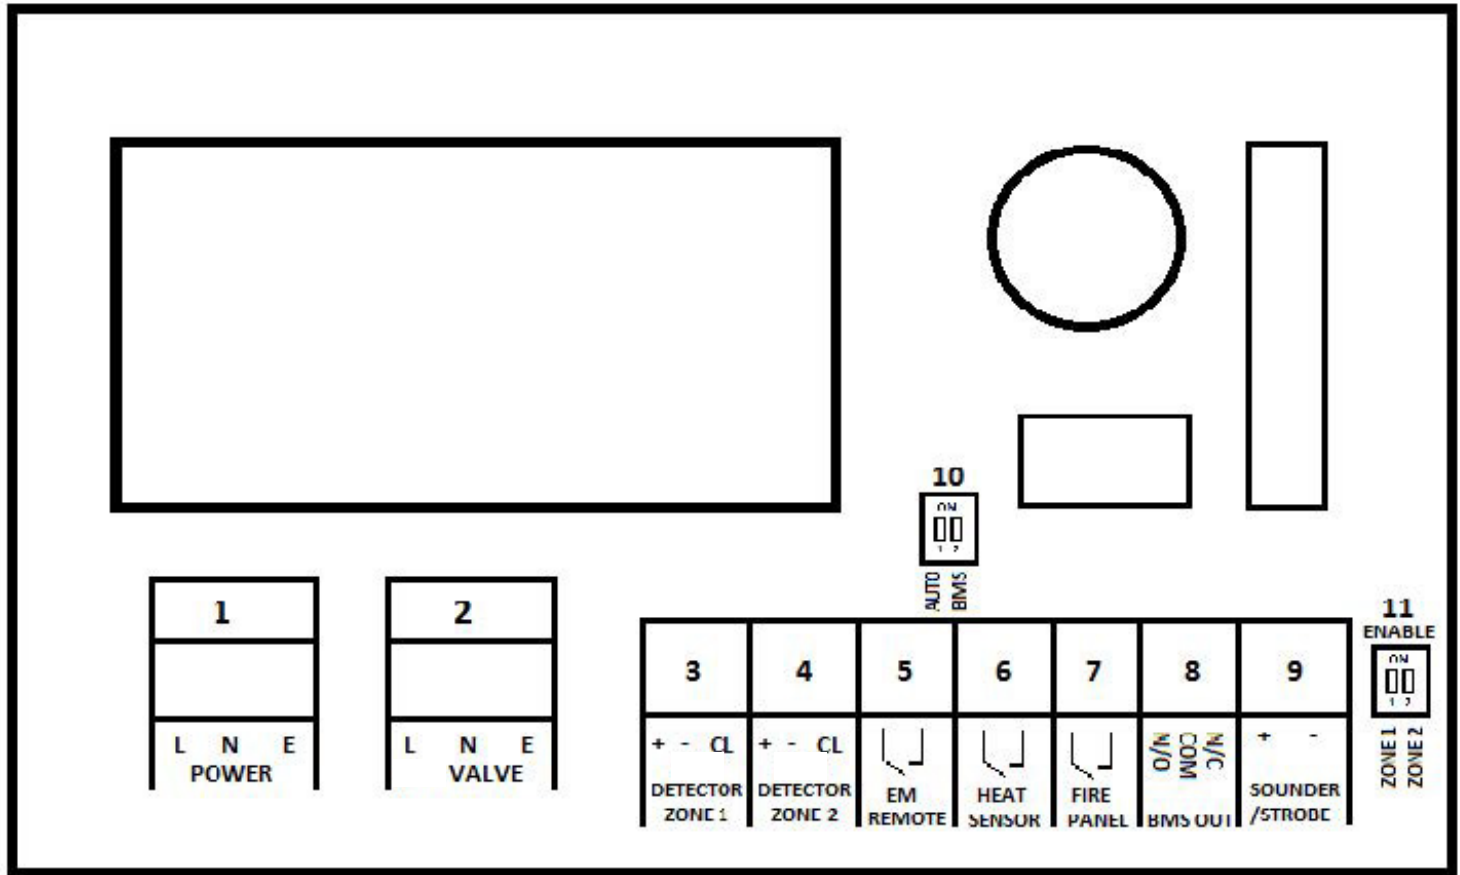 10
ON
1 2
AUTO
BMS
1
2
L N E
POWER
L N E
VALVE
3
4
5
6
7
8
9
+ - CL
DETECTOR
ZONE 1
+ - CL
DETECTOR
ZONE 2
EM
REMOTE
HEAT
SENSOR
FIRE
PANEL
N/O
COM
N/C
BMS OUT
+ -
SOUNDER
/STROBE
11
ENABLE
ON
1 2
ZONE 1
ZONE 2